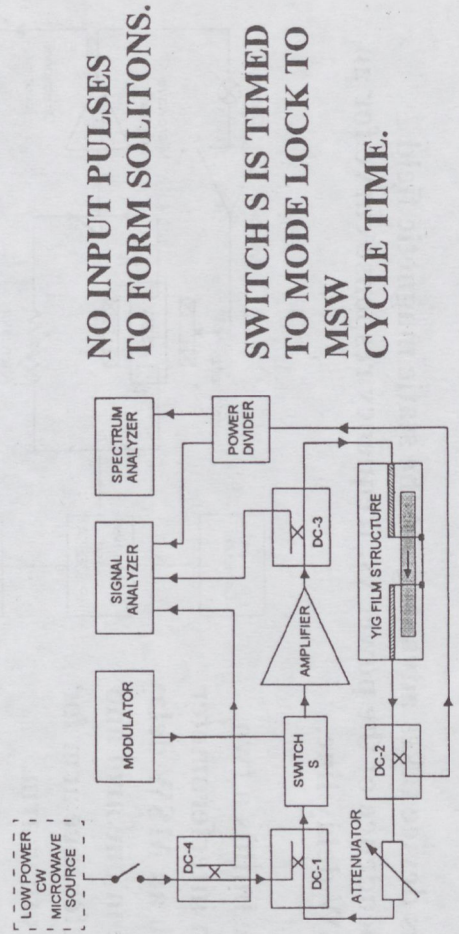 LOW POWER
CW
MICROWAVE
SOURCE
DC-4
DC-1
MODULATOR
SWITCH
S
SIGNAL
ANALYZER
SPECTRUM
ANALYZER
AMPLIFIER
DC-3
POWER
DIVIDER
ATTENUATOR
DC-2
YIG FILM STRUCTURE
NO INPUT PULSES
TO FORM SOLITONS.
SWITCH S IS TIMED
TO MODE LOCK TO
MSW
CYCLE TIME.